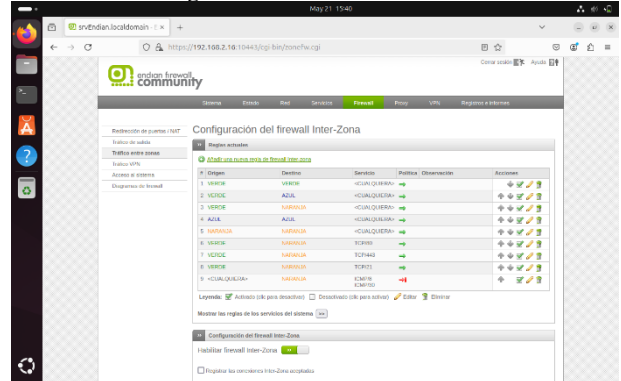 May 21 15:40
srvEndian.localdomain - I
https://192.168.2.10:10443/cgi-bin/zonefw.cgi
Cerrar sesión Ayuda
endian firewall
community
Sistema Estado Red Servicios Firewall Proxy VPN Registros e informes
Redirección de puertas / NAT
Tráfico de salida
Tráfico entre zonas
Tráfico VPN
Acceso al sistema
Diagramas de firewall
Configuración del firewall Inter-Zona
Reglas actuales
Añadir una nueva regla de firewall inter-zona
# Origen Destino Servicio Política Observación Acciones
1 VERDE VERDE <CUALQUIERA>
2 VERDE AZUL <CUALQUIERA>
3 VERDE NARANJA <CUALQUIERA>
4 AZUL AZUL <CUALQUIERA>
5 NARANJA NARANJA <CUALQUIERA>
6 VERDE NARANJA TCP/80
7 VERDE NARANJA TCP/443
8 VERDE NARANJA TCP/21
9 <CUALQUIERA> NARANJA ICMP/8
ICMP/30
Leyenda: Activado (clic para desactivar) Desactivado (clic para activar) Editar Eliminar
Mostrar las reglas de los servicios del sistema >>
Configuración del firewall Inter-Zona
Habilitar firewall Inter-Zona
Registrar las conexiones Inter-Zona aceptadas